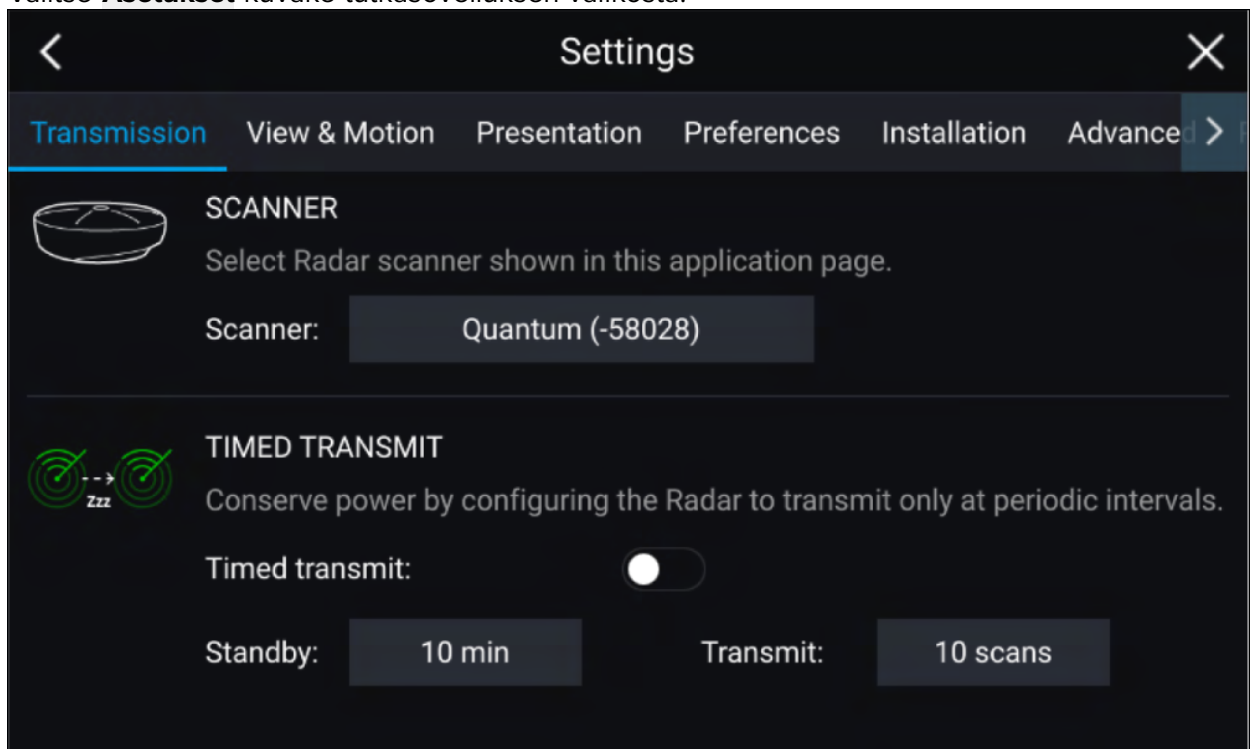 Settings
Transmission View & Motion Presentation Preferences Installation Advanced
SCANNER
Select Radar scanner shown in this application page.
Scanner: Quantum (-58028)
TIMED TRANSMIT
Conserve power by configuring the Radar to transmit only at periodic intervals.
Zzz
Timed transmit:
Standby: 10 min Transmit: 10 scans